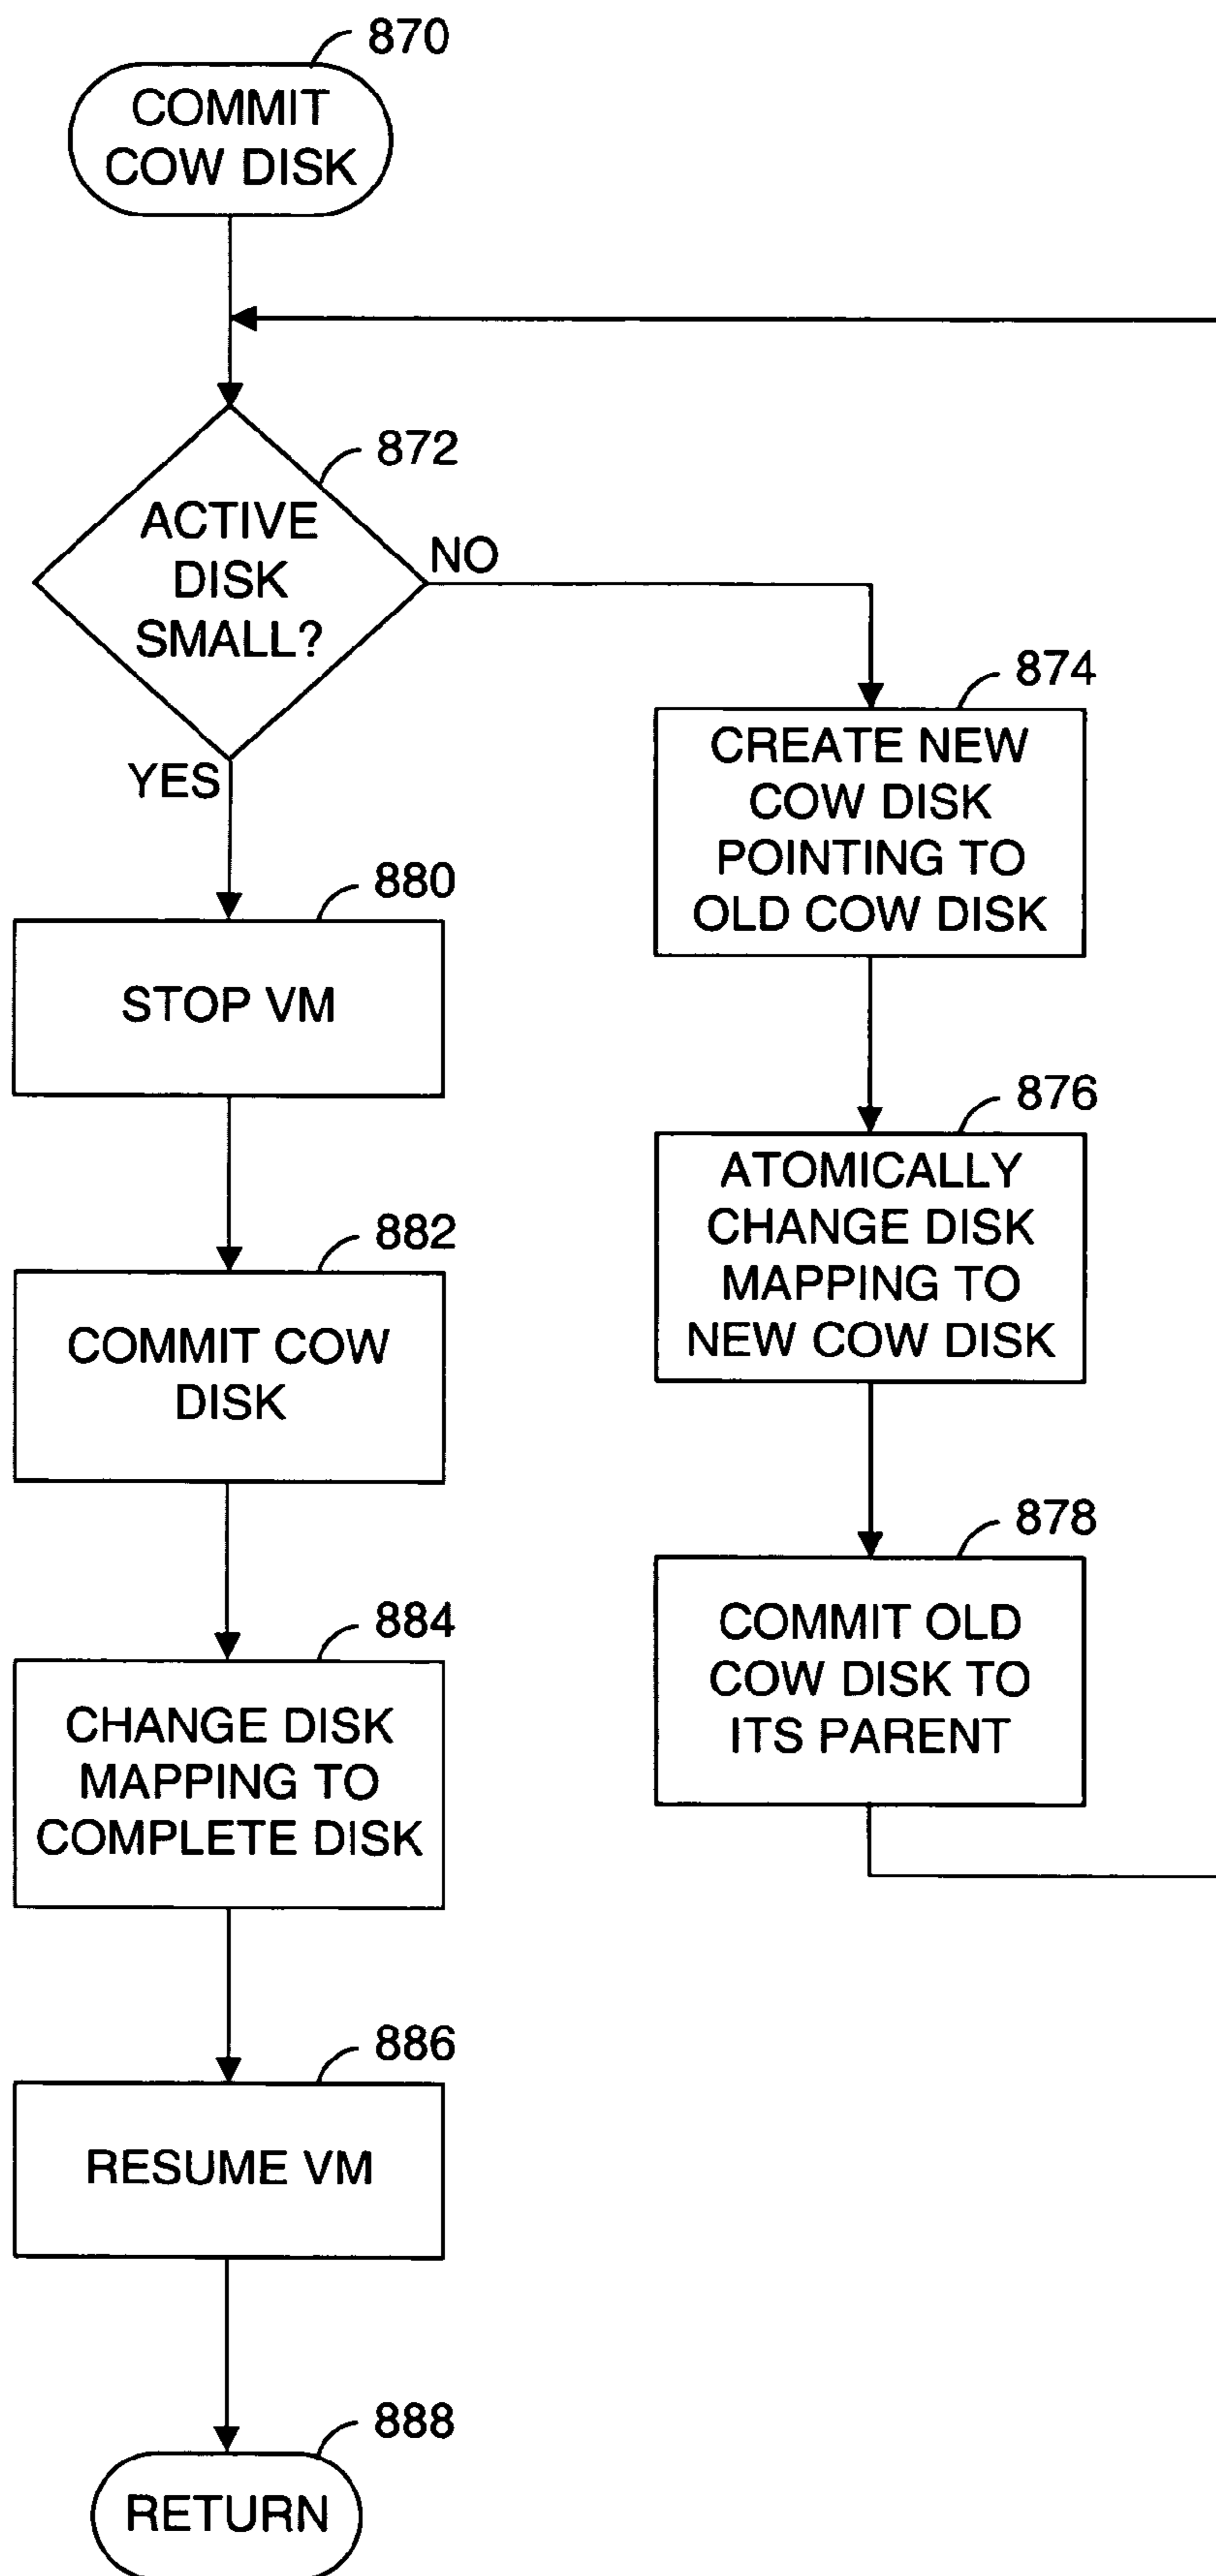 870
COMMIT
COW DISK
872
ACTIVE
DISK
SMALL?
NO
YES
874
CREATE NEW
COW DISK
POINTING TO
OLD COW DISK
876
ATOMICALLY
CHANGE DISK
MAPPING TO
NEW COW DISK
878
COMMIT OLD
COW DISK TO
ITS PARENT
880
STOP VM
882
COMMIT COW
DISK
884
CHANGE DISK
MAPPING TO
COMPLETE DISK
886
RESUME VM
888
RETURN